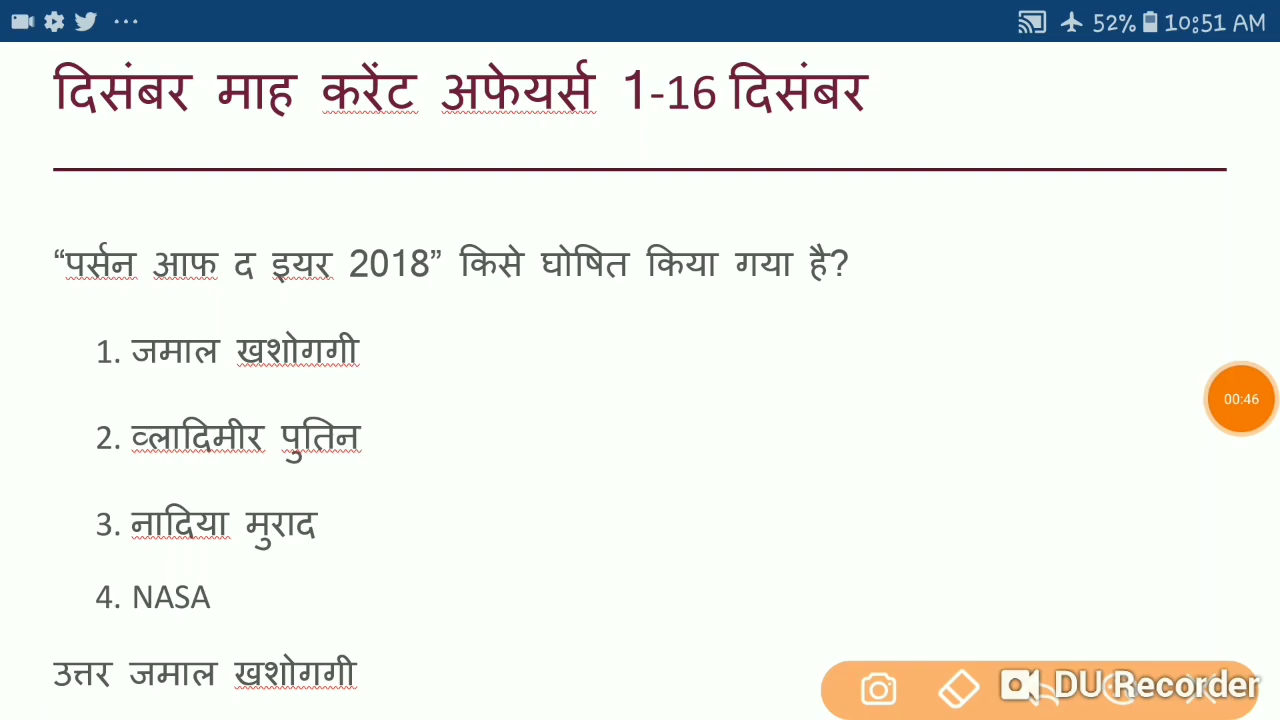 52% 10:51 AM
दिसंबर माह करेंट अफेयर्स 1-16 दिसंबर
“पर्सन आफ द इयर 2018” किसे घोषित किया गया है?
1. जमाल खशोगगी
2. व्लादिमीर पुतिन
3. नादिया मुराद
00:46
4. NASA
उत्तर जमाल खशोगगी
DU Recorder